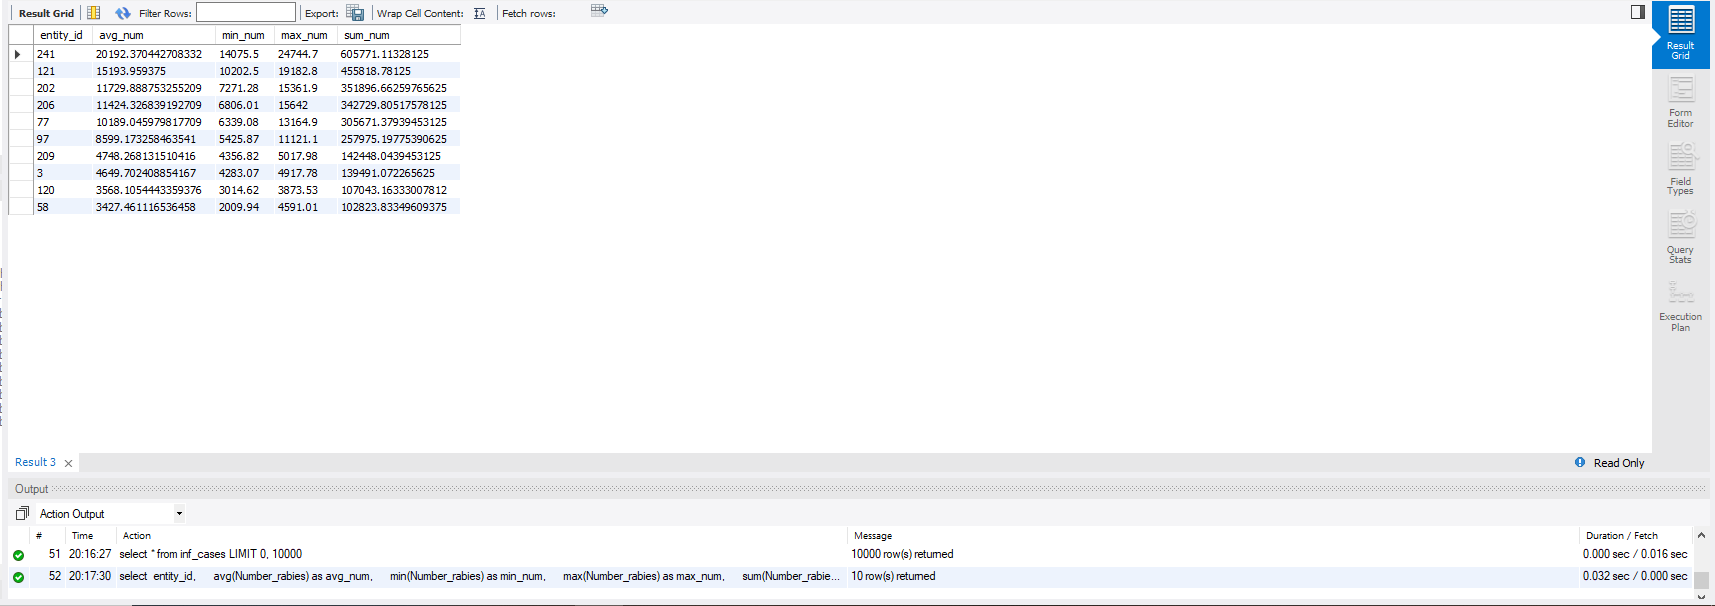 Result Grid Filter Rows: Export: Wrap Cell Content: Fetch rows:
entity_id avg_num min_num max_num sum_num
241 20192.370442708332 14075.5 24744.7 605771.11328125
121 15193.959375 10202.5 19182.8 455818.78125
202 11729.888753255209 7271.28 15361.9 351896.66259765625
206 11424.326839192709 6806.01 15642 342729.80517578125
77 10189.045979817709 6339.08 13164.9 305671.37939453125
97 8599.173258463541 5425.87 11121.1 257975.19775390625
209 4748.268131510416 4356.82 5017.98 142448.0439453125
3 4649.702408854167 4283.07 4917.78 139491.072265625
120 3568.1054443359376 3014.62 3873.53 107043.16333007812
58 3427.461116536458 2009.94 4591.01 102823.83349609375
Result
Grid
Form
Editor
Field
Types
Query
Stats
Execution
Plan
Result 3
Read Only
Output
Action Output
# Time Action Message Duration / Fetch
51 20:16:27 select * from inf_cases LIMIT 0, 10000 10000 row(s) returned 0.000 sec / 0.016 sec
52 20:17:30 select entity_id, avg(Number_rabies) as avg_num, min(Number_rabies) as min_num, max(Number_rabies) as max_num, sum(Number_rabie... 10 row(s) returned 0.032 sec / 0.000 sec